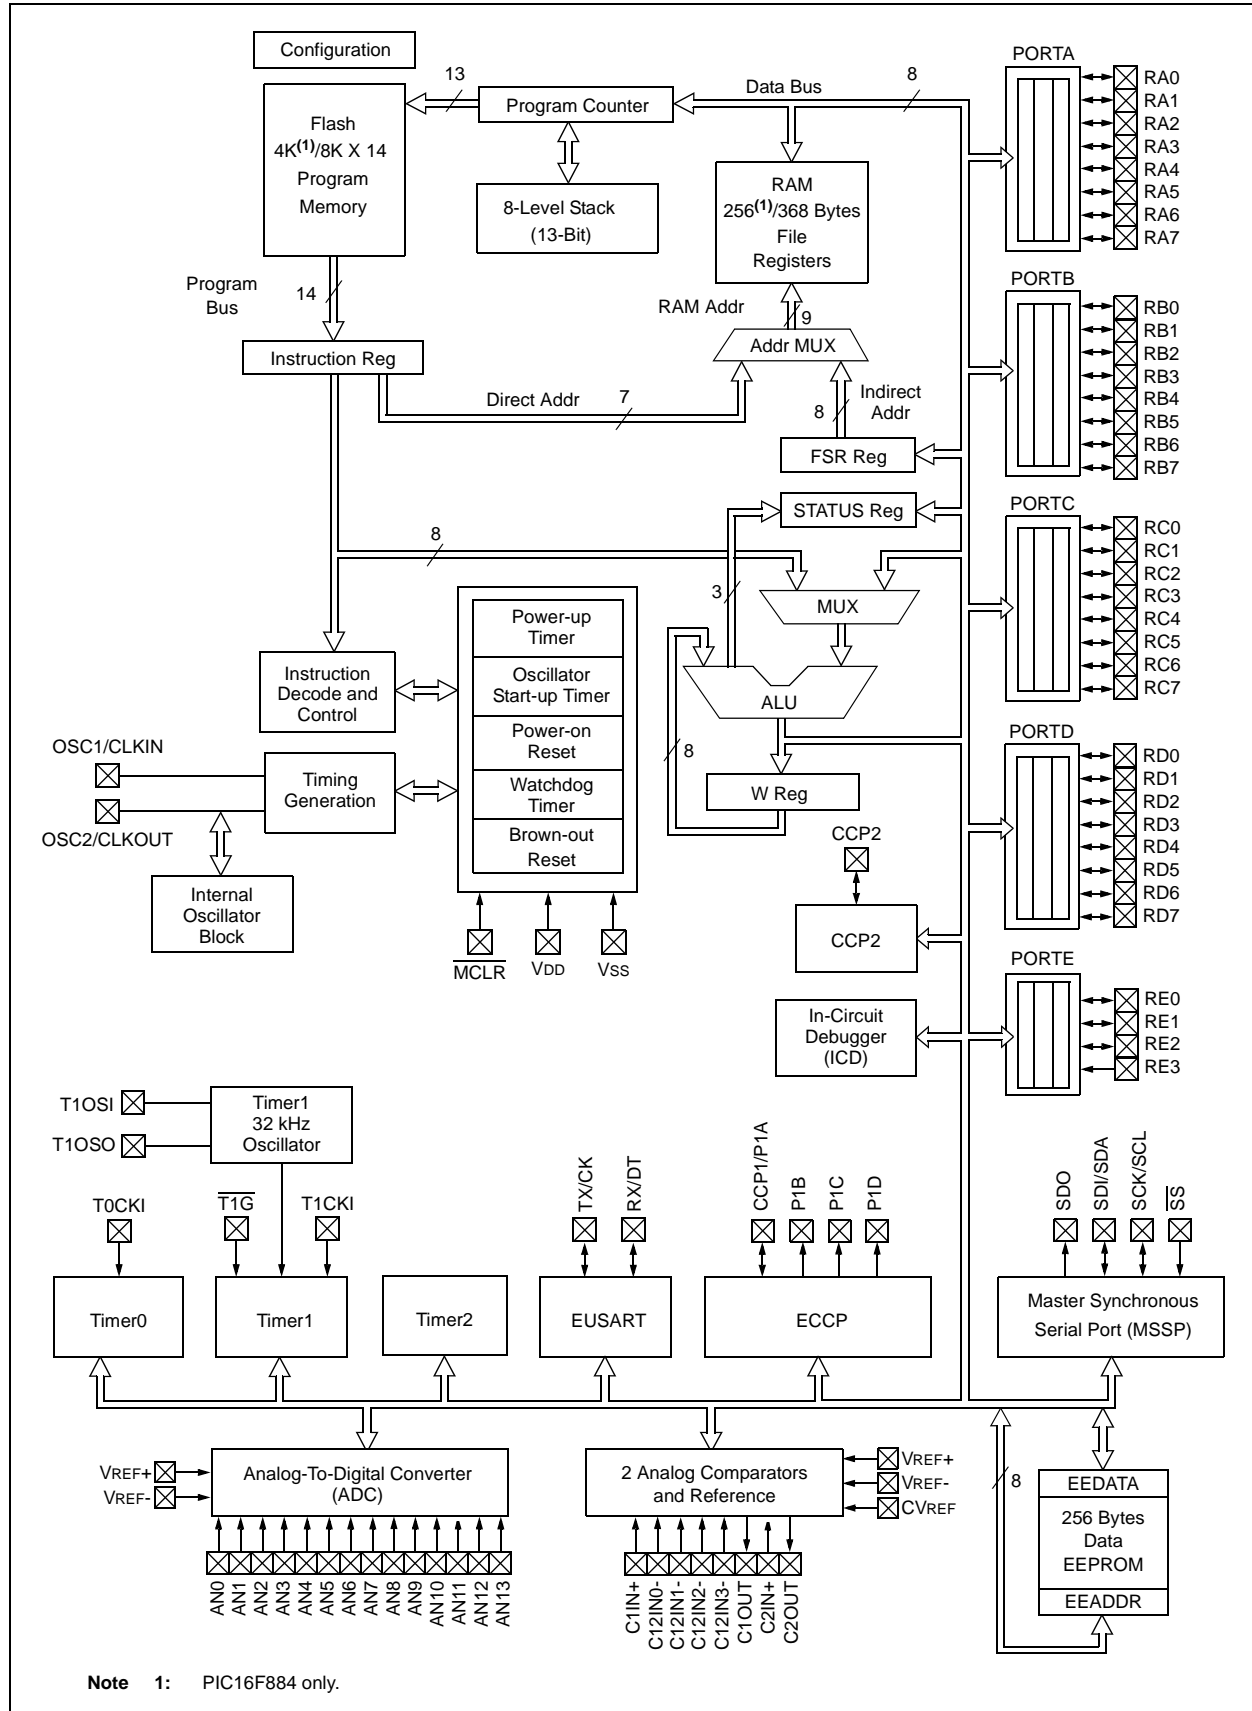 Configuration
Flash
4K(1)/8K X 14
Program
Memory
13
Program Counter
8-Level Stack
(13-Bit)
Data Bus
8
RAM
256(1)/368 Bytes
File
Registers
Program
Bus
14
RAM Addr
9
Addr MUX
Instruction Reg
Direct Addr
7
8
Indirect
Addr
FSR Reg
STATUS Reg
8
3
MUX
ALU
8
W Reg
Power-up
Timer
Oscillator
Start-up Timer
Power-on
Reset
Watchdog
Timer
Brown-out
Reset
Instruction
Decode and
Control
OSC1/CLKIN
OSC2/CLKOUT
Timing
Generation
Internal
Oscillator
Block
MCLR
VDD
VSS
CCP2
CCP2
In-Circuit
Debugger
(ICD)
PORTA
RA0
RA1
RA2
RA3
RA4
RA5
RA6
RA7
PORTB
RB0
RB1
RB2
RB3
RB4
RB5
RB6
RB7
PORTC
RC0
RC1
RC2
RC3
RC4
RC5
RC6
RC7
PORTD
RD0
RD1
RD2
RD3
RD4
RD5
RD6
RD7
PORTE
RE0
RE1
RE2
RE3
T1OSI
T1OSO
Timer1
32 kHz
Oscillator
T0CKI
T1G
T1CKI
TX/CK
RX/DT
CCP1/P1A
P1B
P1C
P1D
SDO
SDI/SDA
SCK/SCL
SS
Timer0
Timer1
Timer2
EUSART
ECCP
Master Synchronous
Serial Port (MSSP)
VREF+
VREF-
Analog-To-Digital Converter
(ADC)
AN0
AN1
AN2
AN3
AN4
AN5
AN6
AN7
AN8
AN9
AN10
AN11
AN12
AN13
2 Analog Comparators
and Reference
VREF+
VREF-
CVREF
C1IN+
C12IN0-
C12IN1-
C12IN2-
C12IN3-
C1OUT
C2IN+
C2OUT
8
EEDATA
256 Bytes
Data
EEPROM
EEADDR
Note 1: PIC16F884 only.